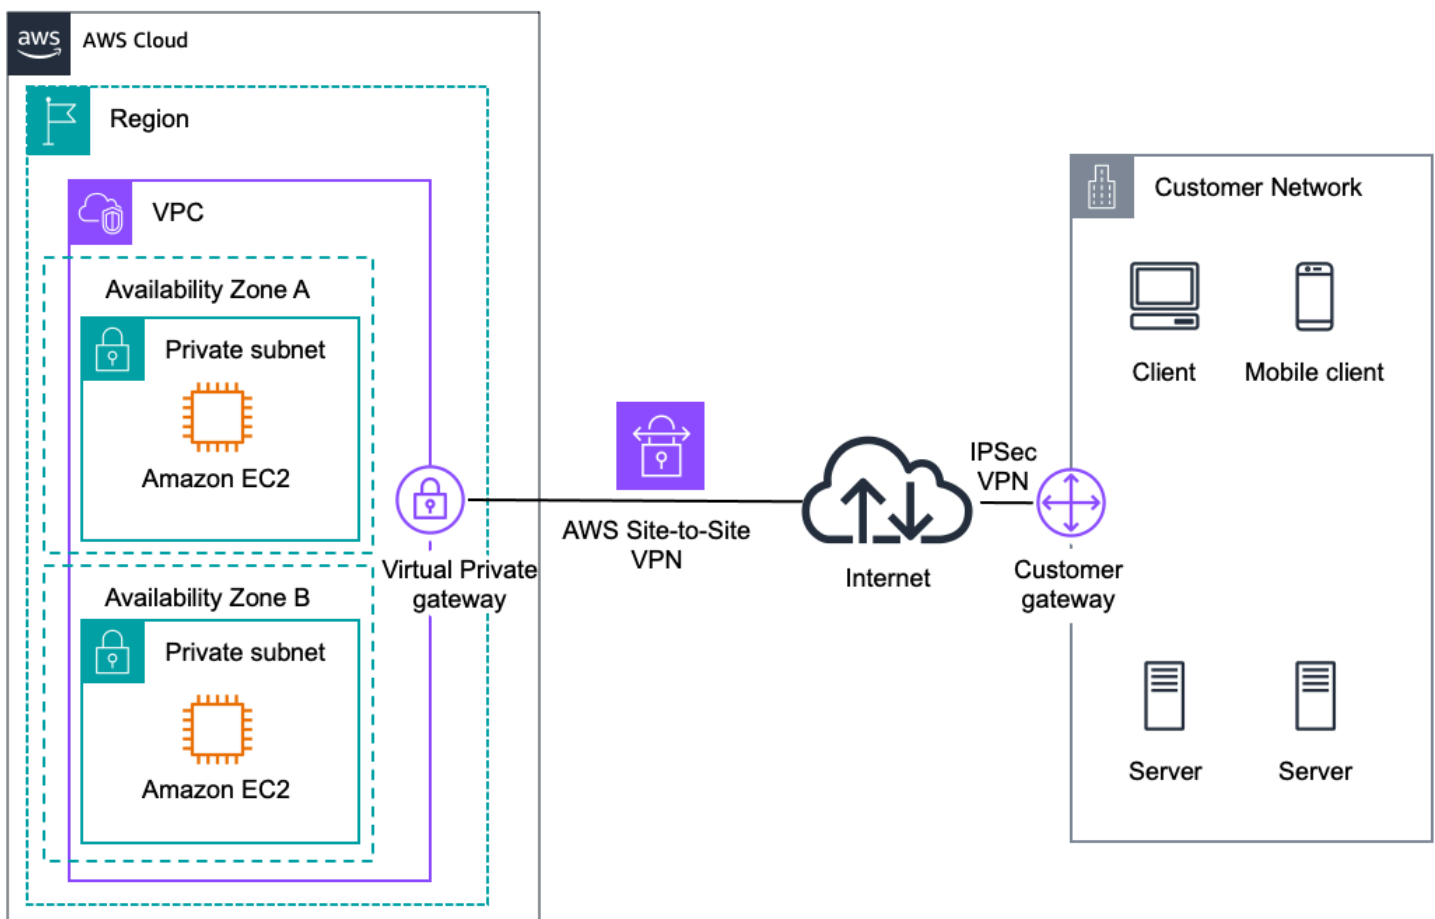 aws
AWS Cloud
Region
VPC
Availability Zone A
Private subnet
Amazon EC2
Virtual Private
gateway
Availability Zone B
Private subnet
Amazon EC2
AWS Site-to-Site
VPN
Internet
IPSec
VPN
Customer
gateway
Customer Network
Client
Mobile client
Server
Server